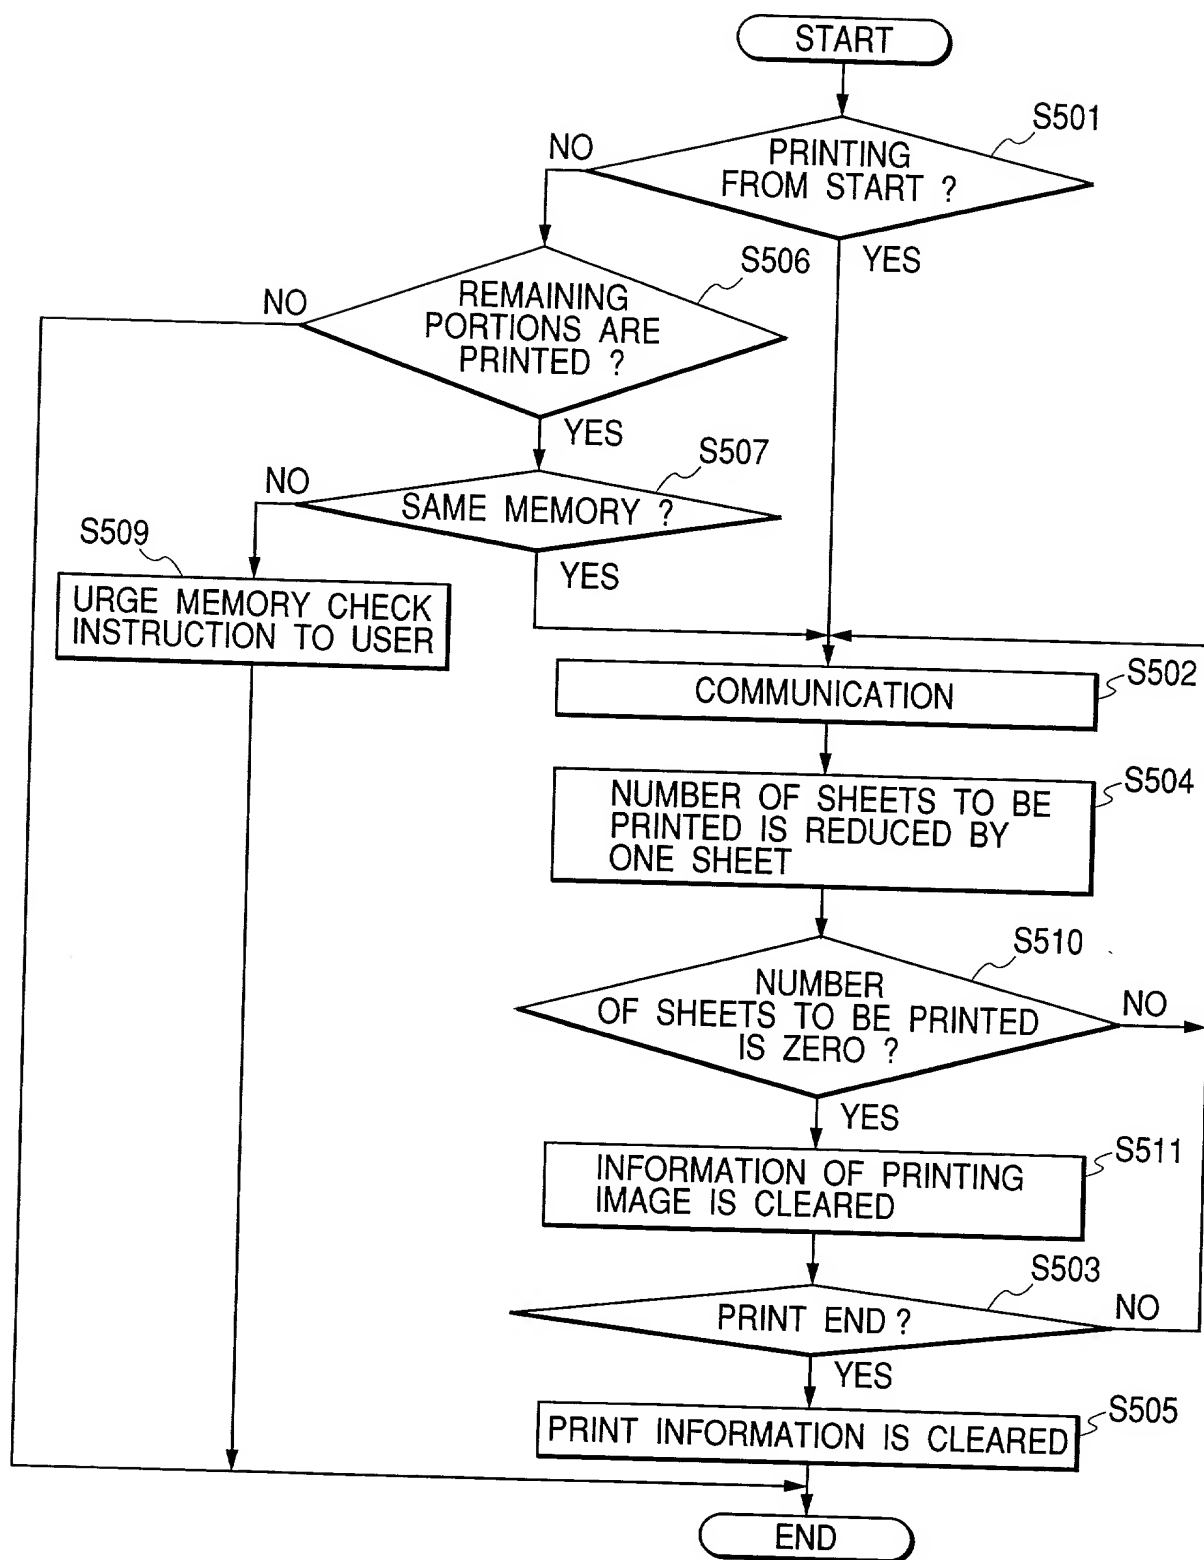 START
S501
PRINTING
FROM START ?
NO
YES
S506
REMAINING
PORTIONS ARE
PRINTED ?
NO
YES
S507
SAME MEMORY ?
NO
YES
S509
URGE MEMORY CHECK
INSTRUCTION TO USER
COMMUNICATION
S502
NUMBER OF SHEETS TO BE
PRINTED IS REDUCED BY
ONE SHEET
S504
S510
NUMBER
OF SHEETS TO BE PRINTED
IS ZERO ?
NO
YES
INFORMATION OF PRINTING
IMAGE IS CLEARED
S511
S503
PRINT END ?
NO
YES
PRINT INFORMATION IS CLEARED
S505
END